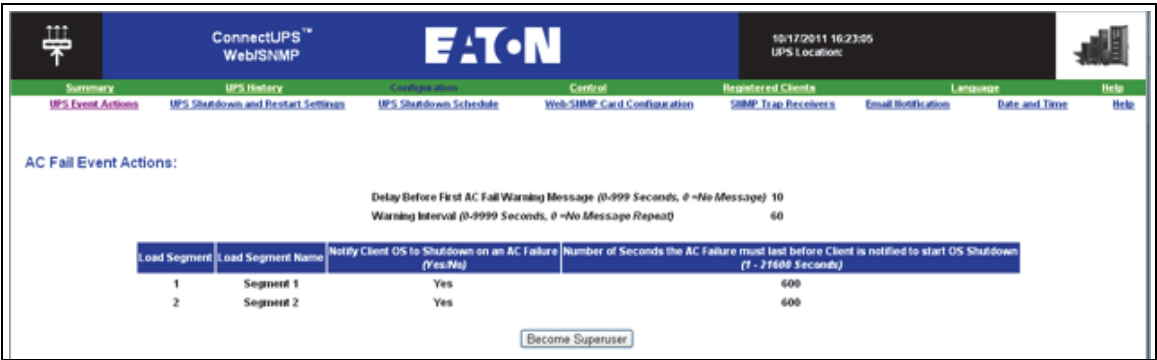 ConnectUPS™
Web/SNMP
EATON
10/17/2011 16:23:05
UPS Location:
Summary UPS History Configuration Control Registered Clients Language Help
UPS Event Actions UPS Shutdown and Restart Settings UPS Shutdown Schedule Web/SNMP Card Configuration SNMP Trap Receivers Email Notification Date and Time Help
AC Fail Event Actions:
Delay Before First AC Fail Warning Message (0-999 Seconds, 0 =No Message) 10
Warning Interval (0-9999 Seconds, 0 =No Message Repeat) 60
Load Segment Load Segment Name Notify Client OS to Shutdown on an AC Failure (Yes/No) Number of Seconds the AC Failure must last before Client is notified to start OS Shutdown (1 - 21600 Seconds)
1 Segment 1 Yes 600
2 Segment 2 Yes 600
Become Superuser